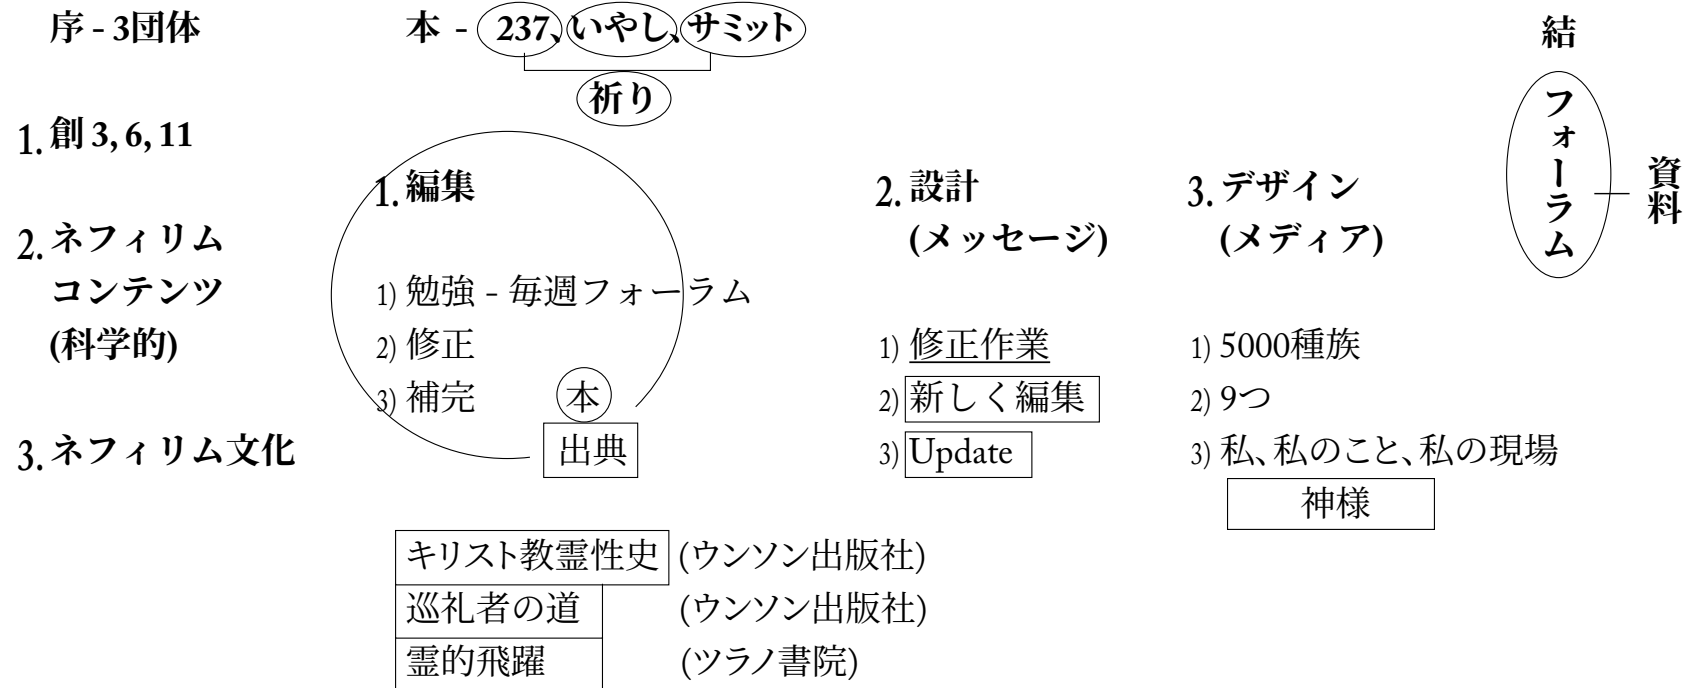 序 - 3団体
1. 創 3, 6, 11
2. ネフィリム
コンテンツ
(科学的)
3. ネフィリム文化
本 - 237、いやし、サミット
祈り
1. 編集
1) 勉強 - 毎週フォーラム
2) 修正
3) 補完
本
出典
キリスト教霊性史 (ウンソン出版社)
巡礼者の道 (ウンソン出版社)
霊的飛躍 (ツラノ書院)
2. 設計
(メッセージ)
1) 修正作業
2) 新しく編集
3) Update
3. デザイン
(メディア)
1) 5000種族
2) 9つ
3) 私、私のこと、私の現場
神様
結
フォーラム
資料